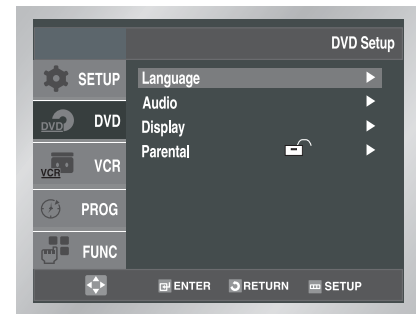 DVD Setup
SETUP
DVD
DVD
VCR
VCR
PROG
FUNC
Language
Audio
Display
Parental
ENTER RETURN SETUP